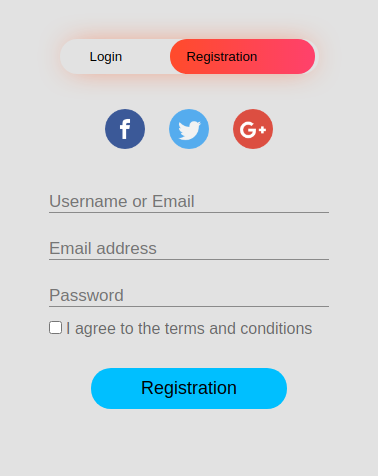 Login
Registration
f
G+
Username or Email
Email address
Password
I agree to the terms and conditions
Registration